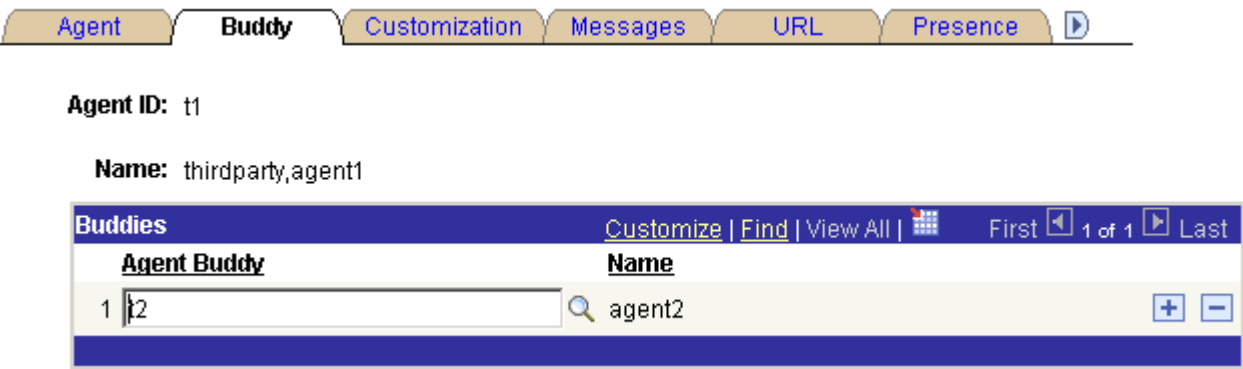 Agent Buddy Customization Messages URL Presence
Agent ID: t1
Name: thirdparty,agent1
Buddies Customize | Find | View All | First 1 of 1 Last
Agent Buddy Name
1 t2 agent2